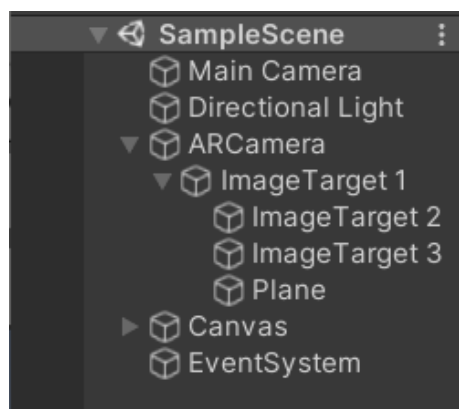 SampleScene
Main Camera
Directional Light
ARCamera
ImageTarget 1
ImageTarget 2
ImageTarget 3
Plane
Canvas
EventSystem